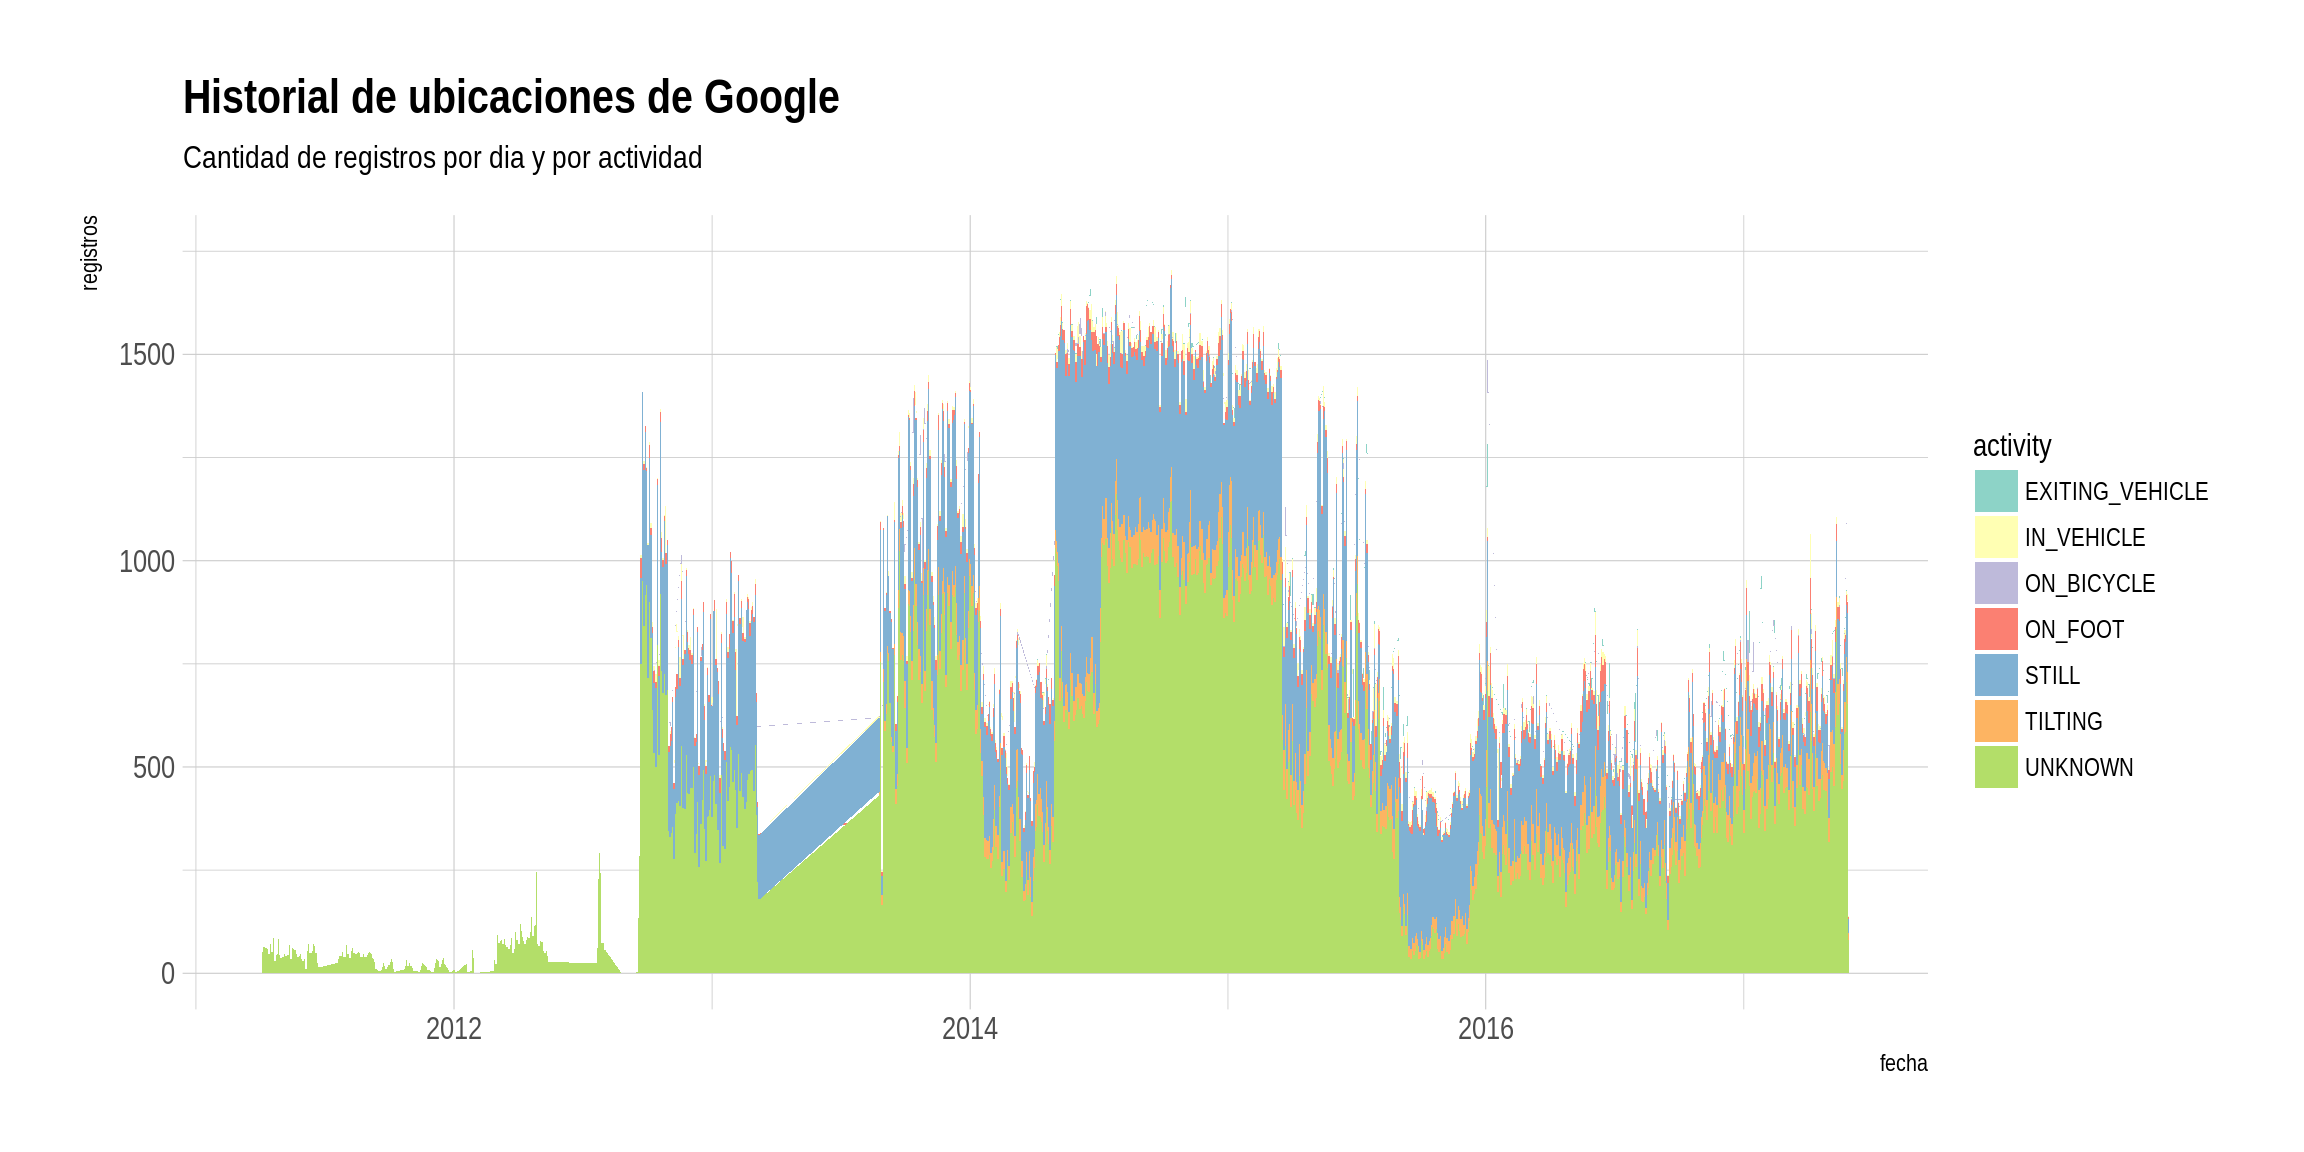 Historial de ubicaciones de Google
Cantidad de registros por dia y por actividad
registros
1500
1000
500
0
2012
2014
2016
fecha
activity
EXITING_VEHICLE
IN_VEHICLE
ON_BICYCLE
ON_FOOT
STILL
TILTING
UNKNOWN